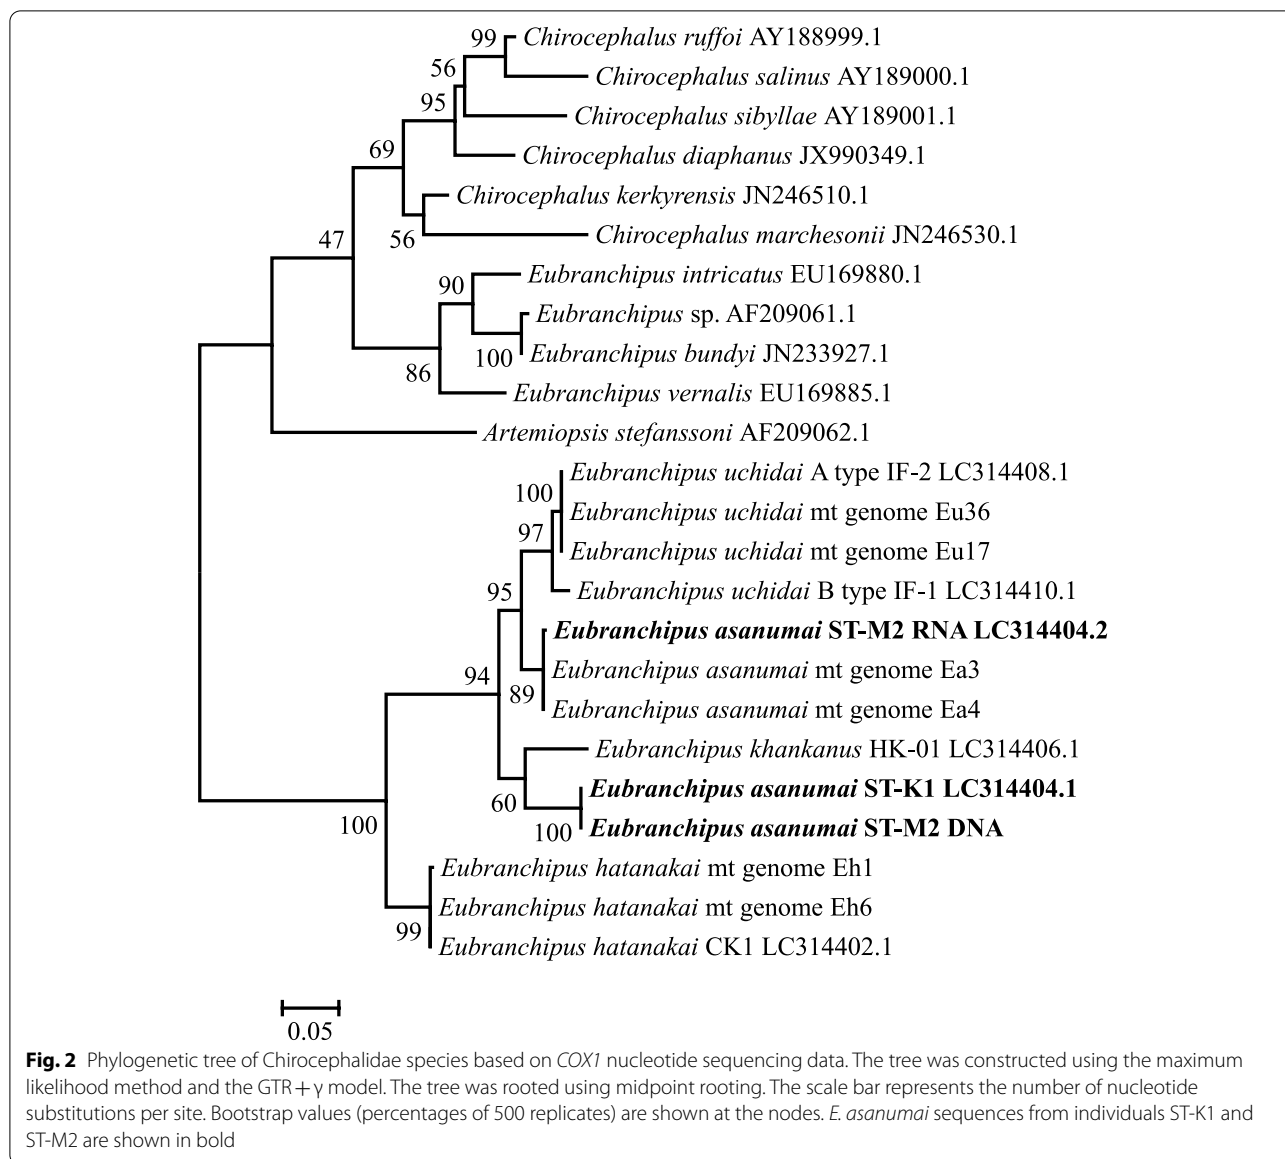 99
Chirocephalus ruffoi AY188999.1
56
Chirocephalus salinus AY189000.1
95
Chirocephalus sibyllae AY189001.1
69
Chirocephalus diaphanus JX990349.1
Chirocephalus kerkyrensis JN246510.1
47
56
Chirocephalus marchesonii JN246530.1
Eubranchipus intricatus EU169880.1
90
Eubranchipus sp. AF209061.1
100
Eubranchipus bundyi JN233927.1
86
Eubranchipus vernalis EU169885.1
Artemiopsis stefanssoni AF209062.1
Eubranchipus uchidai A type IF-2 LC314408.1
100
Eubranchipus uchidai mt genome Eu36
97
Eubranchipus uchidai mt genome Eu17
95
Eubranchipus uchidai B type IF-1 LC314410.1
Eubranchipus asanumai ST-M2 RNA LC314404.2
94
Eubranchipus asanumai mt genome Ea3
89
Eubranchipus asanumai mt genome Ea4
Eubranchipus khankanus HK-01 LC314406.1
60
Eubranchipus asanumai ST-K1 LC314404.1
100
100
Eubranchipus asanumai ST-M2 DNA
Eubranchipus hatanakai mt genome Eh1
Eubranchipus hatanakai mt genome Eh6
99
Eubranchipus hatanakai CK1 LC314402.1
0.05
Fig. 2 Phylogenetic tree of Chirocephalidae species based on COX1 nucleotide sequencing data. The tree was constructed using the maximum
likelihood method and the GTR + γ model. The tree was rooted using midpoint rooting. The scale bar represents the number of nucleotide
substitutions per site. Bootstrap values (percentages of 500 replicates) are shown at the nodes. E. asanumai sequences from individuals ST-K1 and
ST-M2 are shown in bold